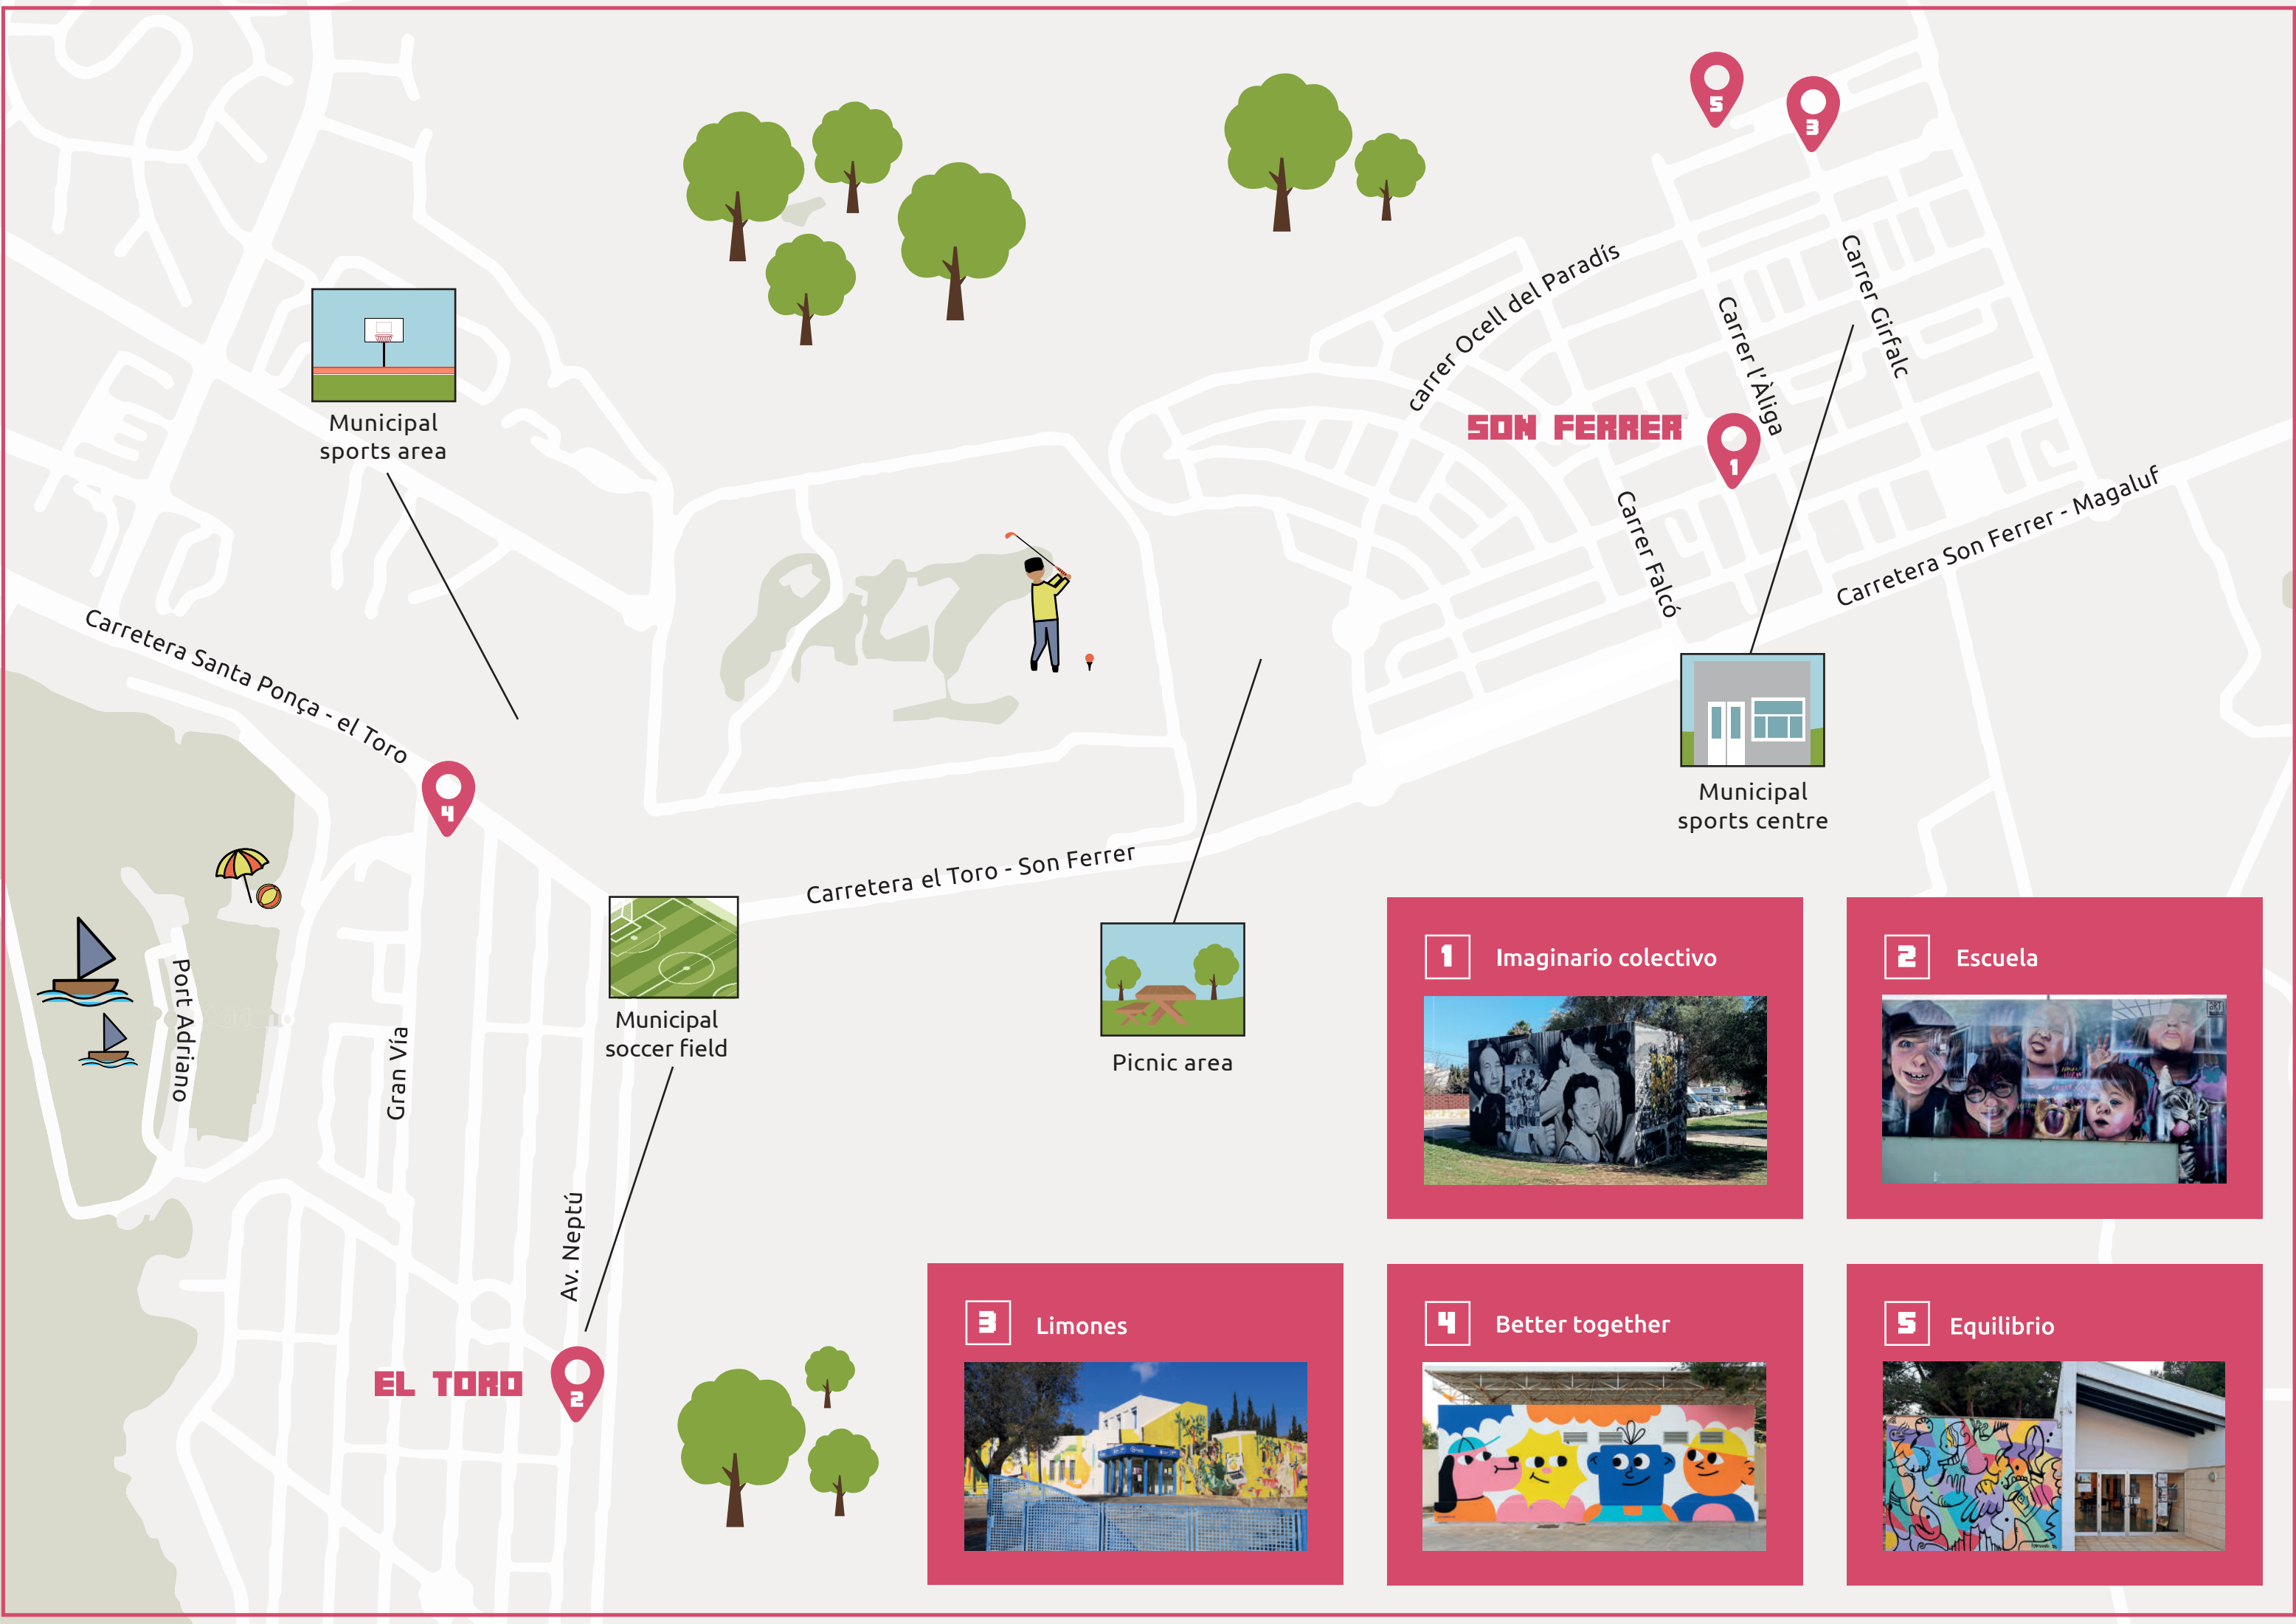 5
3
Carrer Girfalc
carrer Ocell del Paradís
Carrer l'Àliga
SON FERRER
1
Municipal
sports area
Carrer Falcó
Carretera Son Ferrer - Magaluf
Carretera Santa Ponça - el Toro
4
Municipal
sports centre
Carretera el Toro - Son Ferrer
Port Adriano
Gran Vía
Municipal
soccer field
Picnic area
Av. Neptú
EL TORO
2
1 Imaginario colectivo
2 Escuela
3 Limones
4 Better together
5 Equilibrio